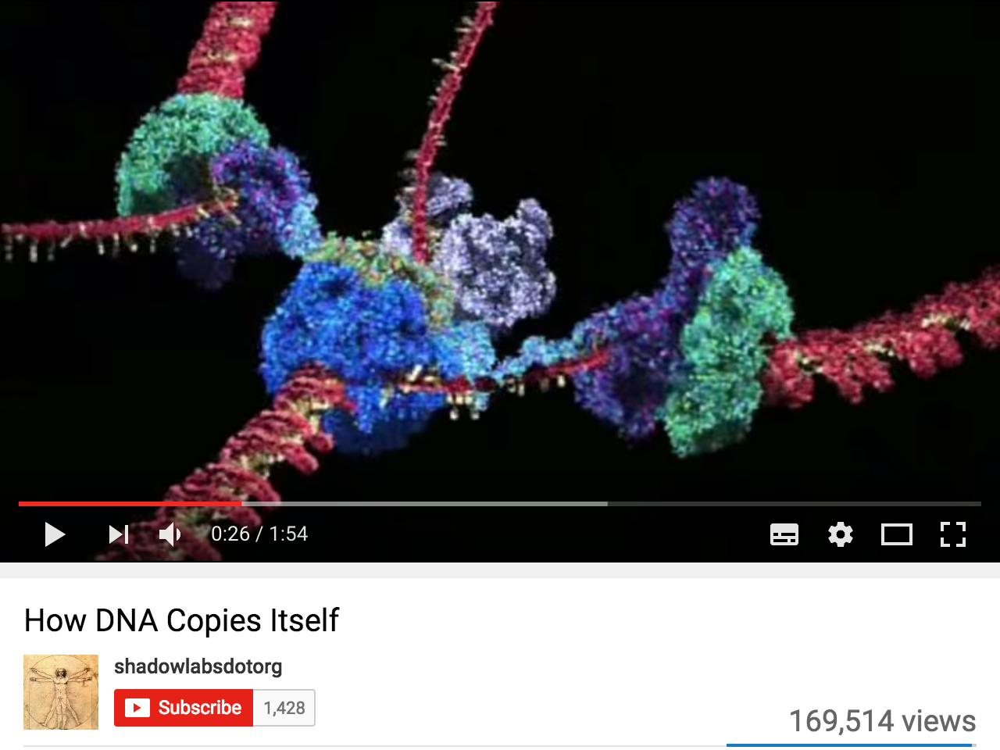 0:26 / 1:54
How DNA Copies Itself
shadowlabsdotorg
Subscribe 1,428
169,514 views